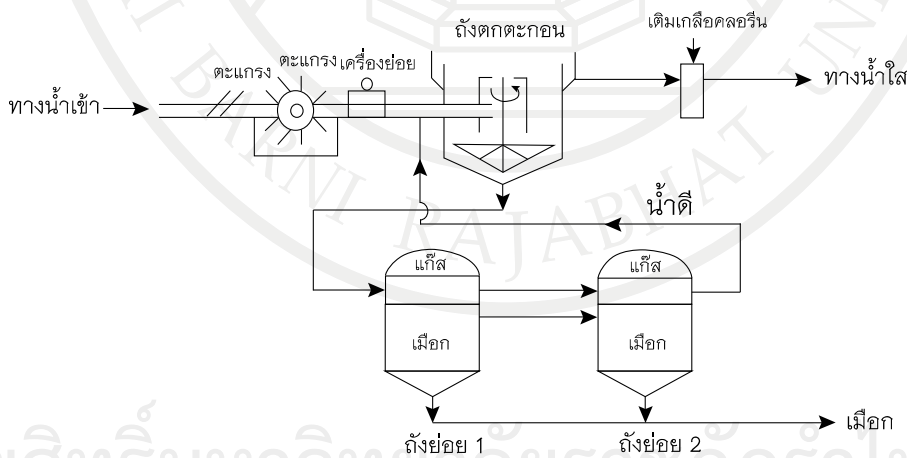 เติมเกลือคลอรีน
ถังตกตะกอน
ตะแกรง ตะแกรง เครื่องย่อย
ทางน้ำเข้า
ทางน้ำใส
น้ำดี
แก๊ส
แก๊ส
เมือก
เมือก
เมือก
ถังย่อย 1
ถังย่อย 2
BARNI RAJABHAT UNI